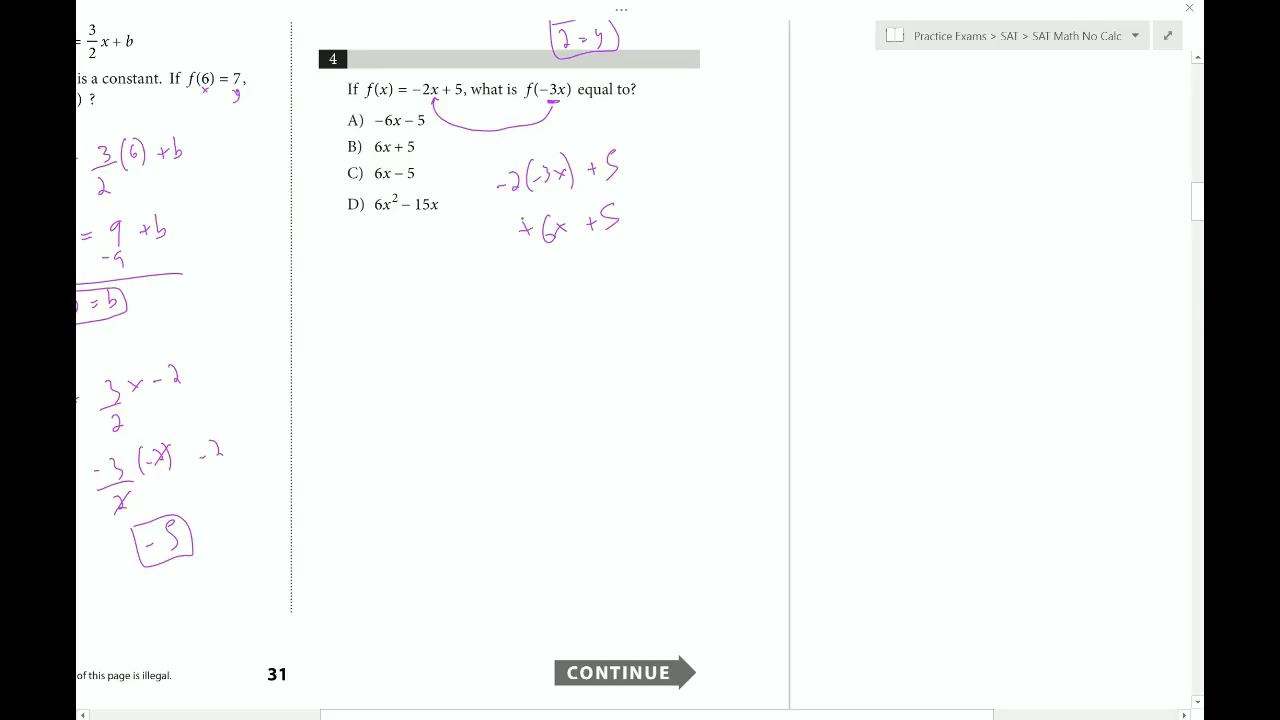 Practice Exams > SAT > SAT Math No Calc
= 3/2 x + b
is a constant. If f(6) = 7,
x y
) ?
3/2 (6) + b
= 9 + b
-9
= b
3/2 x - 2
-3/2 (-2) - 2
- 5
2 = y
4
If f(x) = −2x + 5, what is f(−3x) equal to?
A) −6x − 5
B) 6x + 5
C) 6x − 5
D) 6x² − 15x
-2(-3x) + 5
+ 6x + 5
of this page is illegal.
31
CONTINUE